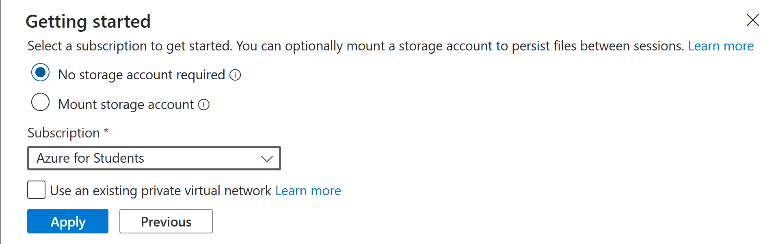 Getting started
Select a subscription to get started. You can optionally mount a storage account to persist files between sessions. Learn more
No storage account required
Mount storage account
Subscription *
Azure for Students
Use an existing private virtual network Learn more
Apply Previous